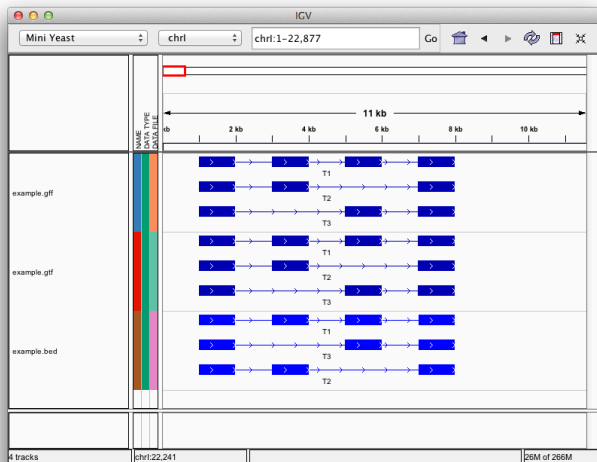 IGV
Mini Yeast chrI chrI:1-22,877 Go
NAME
DATA TYPE
DATA FILE
11 kb
kb 2 kb 4 kb 6 kb 8 kb 10 kb
example.gff
T1
T2
T3
example.gtf
T1
T2
T3
example.bed
T1
T3
T2
4 tracks chrI:22,241 26M of 266M